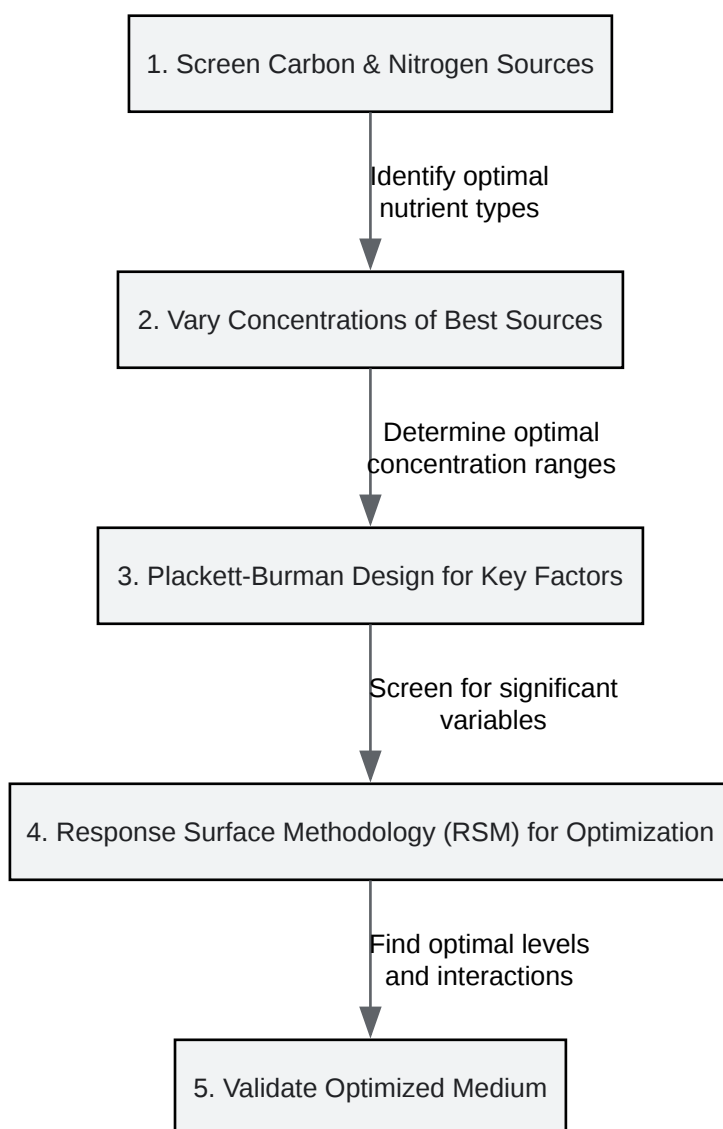 1. Screen Carbon & Nitrogen Sources
Identify optimal
nutrient types
2. Vary Concentrations of Best Sources
Determine optimal
concentration ranges
3. Plackett-Burman Design for Key Factors
Screen for significant
variables
4. Response Surface Methodology (RSM) for Optimization
Find optimal levels
and interactions
5. Validate Optimized Medium